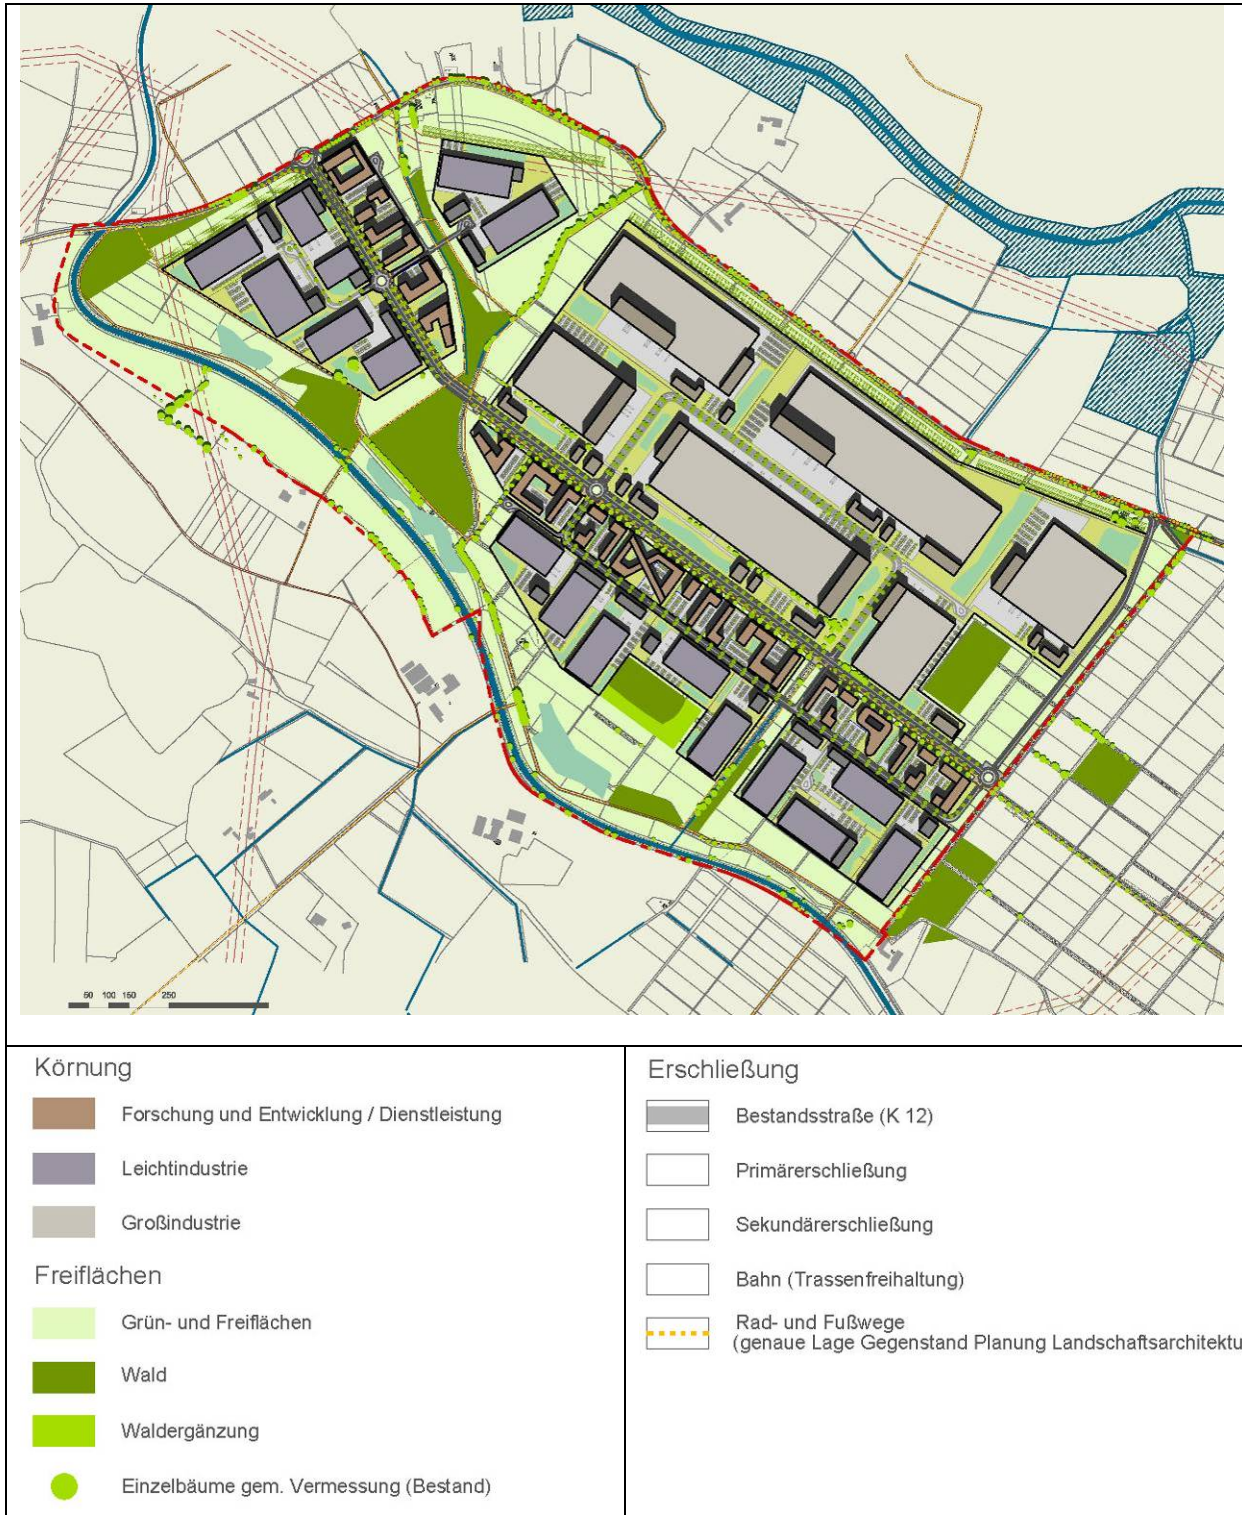 50 100 150 250
Körnung
Forschung und Entwicklung / Dienstleistung
Leichtindustrie
Großindustrie
Freiflächen
Grün- und Freiflächen
Wald
Waldergänzung
Einzelbäume gem. Vermessung (Bestand)
Erschließung
Bestandsstraße (K 12)
Primärerschließung
Sekundärerschließung
Bahn (Trassenfreihaltung)
Rad- und Fußwege
(genaue Lage Gegenstand Planung Landschaftsarchitektu